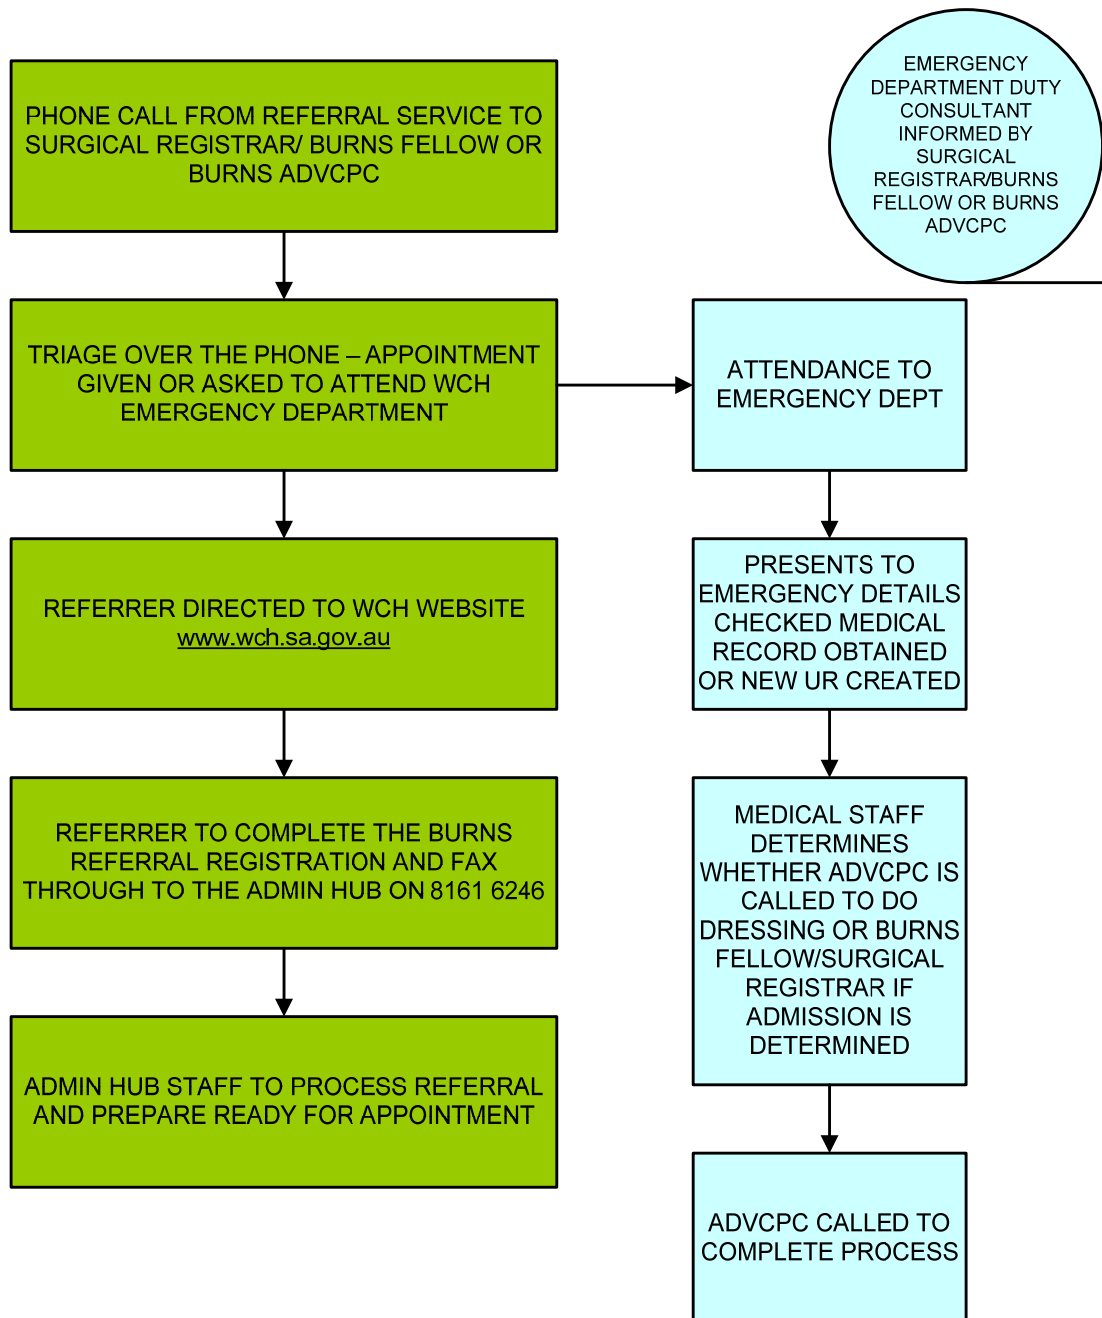 PHONE CALL FROM REFERRAL SERVICE TO
SURGICAL REGISTRAR/ BURNS FELLOW OR
BURNS ADVCPC
EMERGENCY
DEPARTMENT DUTY
CONSULTANT
INFORMED BY
SURGICAL
REGISTRAR/BURNS
FELLOW OR BURNS
ADVCPC
TRIAGE OVER THE PHONE – APPOINTMENT
GIVEN OR ASKED TO ATTEND WCH
EMERGENCY DEPARTMENT
ATTENDANCE TO
EMERGENCY DEPT
REFERRER DIRECTED TO WCH WEBSITE
www.wch.sa.gov.au
PRESENTS TO
EMERGENCY DETAILS
CHECKED MEDICAL
RECORD OBTAINED
OR NEW UR CREATED
REFERRER TO COMPLETE THE BURNS
REFERRAL REGISTRATION AND FAX
THROUGH TO THE ADMIN HUB ON 8161 6246
MEDICAL STAFF
DETERMINES
WHETHER ADVCPC IS
CALLED TO DO
DRESSING OR BURNS
FELLOW/SURGICAL
REGISTRAR IF
ADMISSION IS
DETERMINED
ADMIN HUB STAFF TO PROCESS REFERRAL
AND PREPARE READY FOR APPOINTMENT
ADVCPC CALLED TO
COMPLETE PROCESS